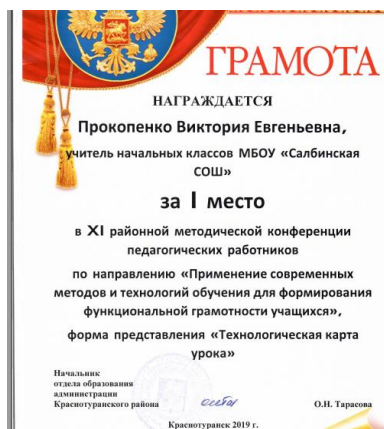 ГРАМОТА
НАГРАЖДАЕТСЯ
Прокопенко Виктория Евгеньевна,
учитель начальных классов МБОУ «Салбинская
СОШ»
за I место
в XI районной методической конференции
педагогических работников
по направлению «Применение современных
методов и технологий обучения для формирования
функциональной грамотности учащихся»,
форма представления «Технологическая карта
урока»
Начальник
отдела образования
администрации
Краснотуранского района
О.Н. Тарасова
Краснотуранск 2019 г.